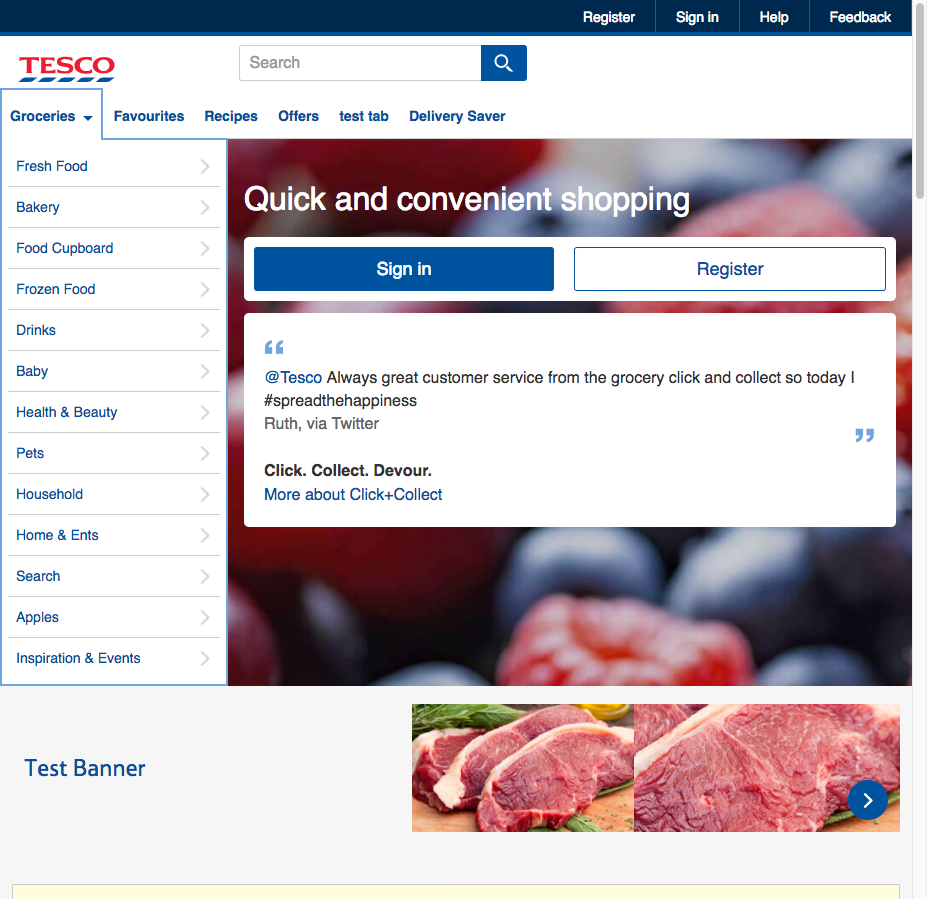 Register Sign in Help Feedback
TESCO
Search
Groceries Favourites Recipes Offers test tab Delivery Saver
Fresh Food
Bakery
Food Cupboard
Frozen Food
Drinks
Baby
Health & Beauty
Pets
Household
Home & Ents
Search
Apples
Inspiration & Events
Quick and convenient shopping
Sign in Register
“
@Tesco Always great customer service from the grocery click and collect so today I
#spreadthehappiness
Ruth, via Twitter
”
Click. Collect. Devour.
More about Click+Collect
Test Banner